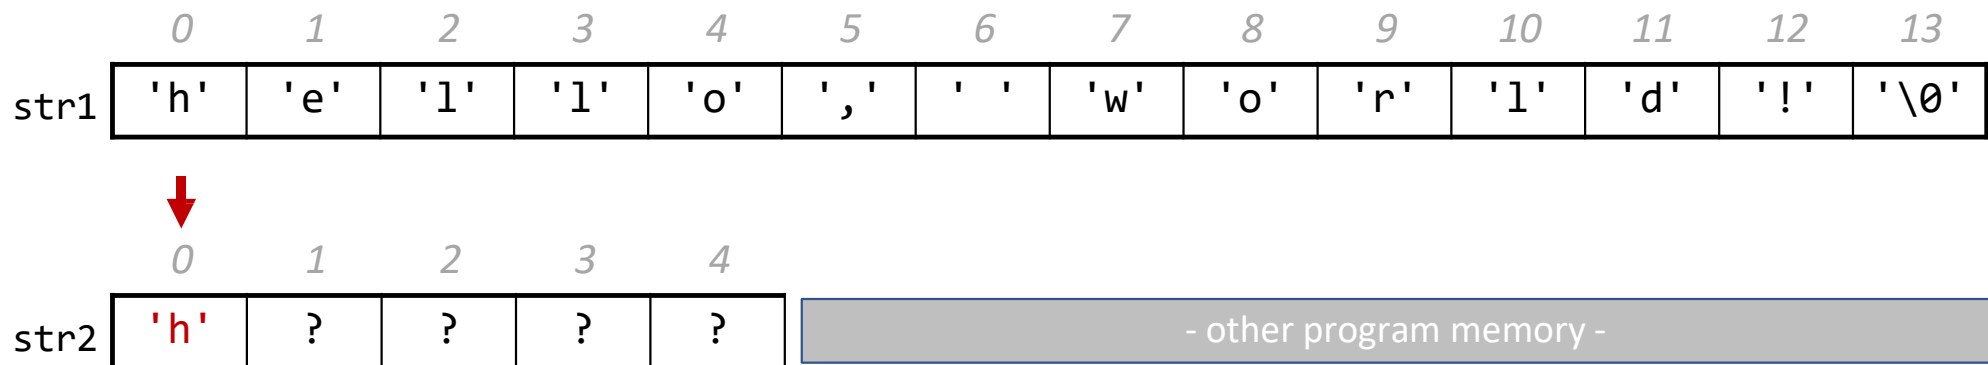 0 1 2 3 4 5 6 7 8 9 10 11 12 13
str1 'h' 'e' 'l' 'l' 'o' ',' ' ' 'w' 'o' 'r' 'l' 'd' '!' '\0'
0 1 2 3 4
str2 'h' ? ? ? ? - other program memory -